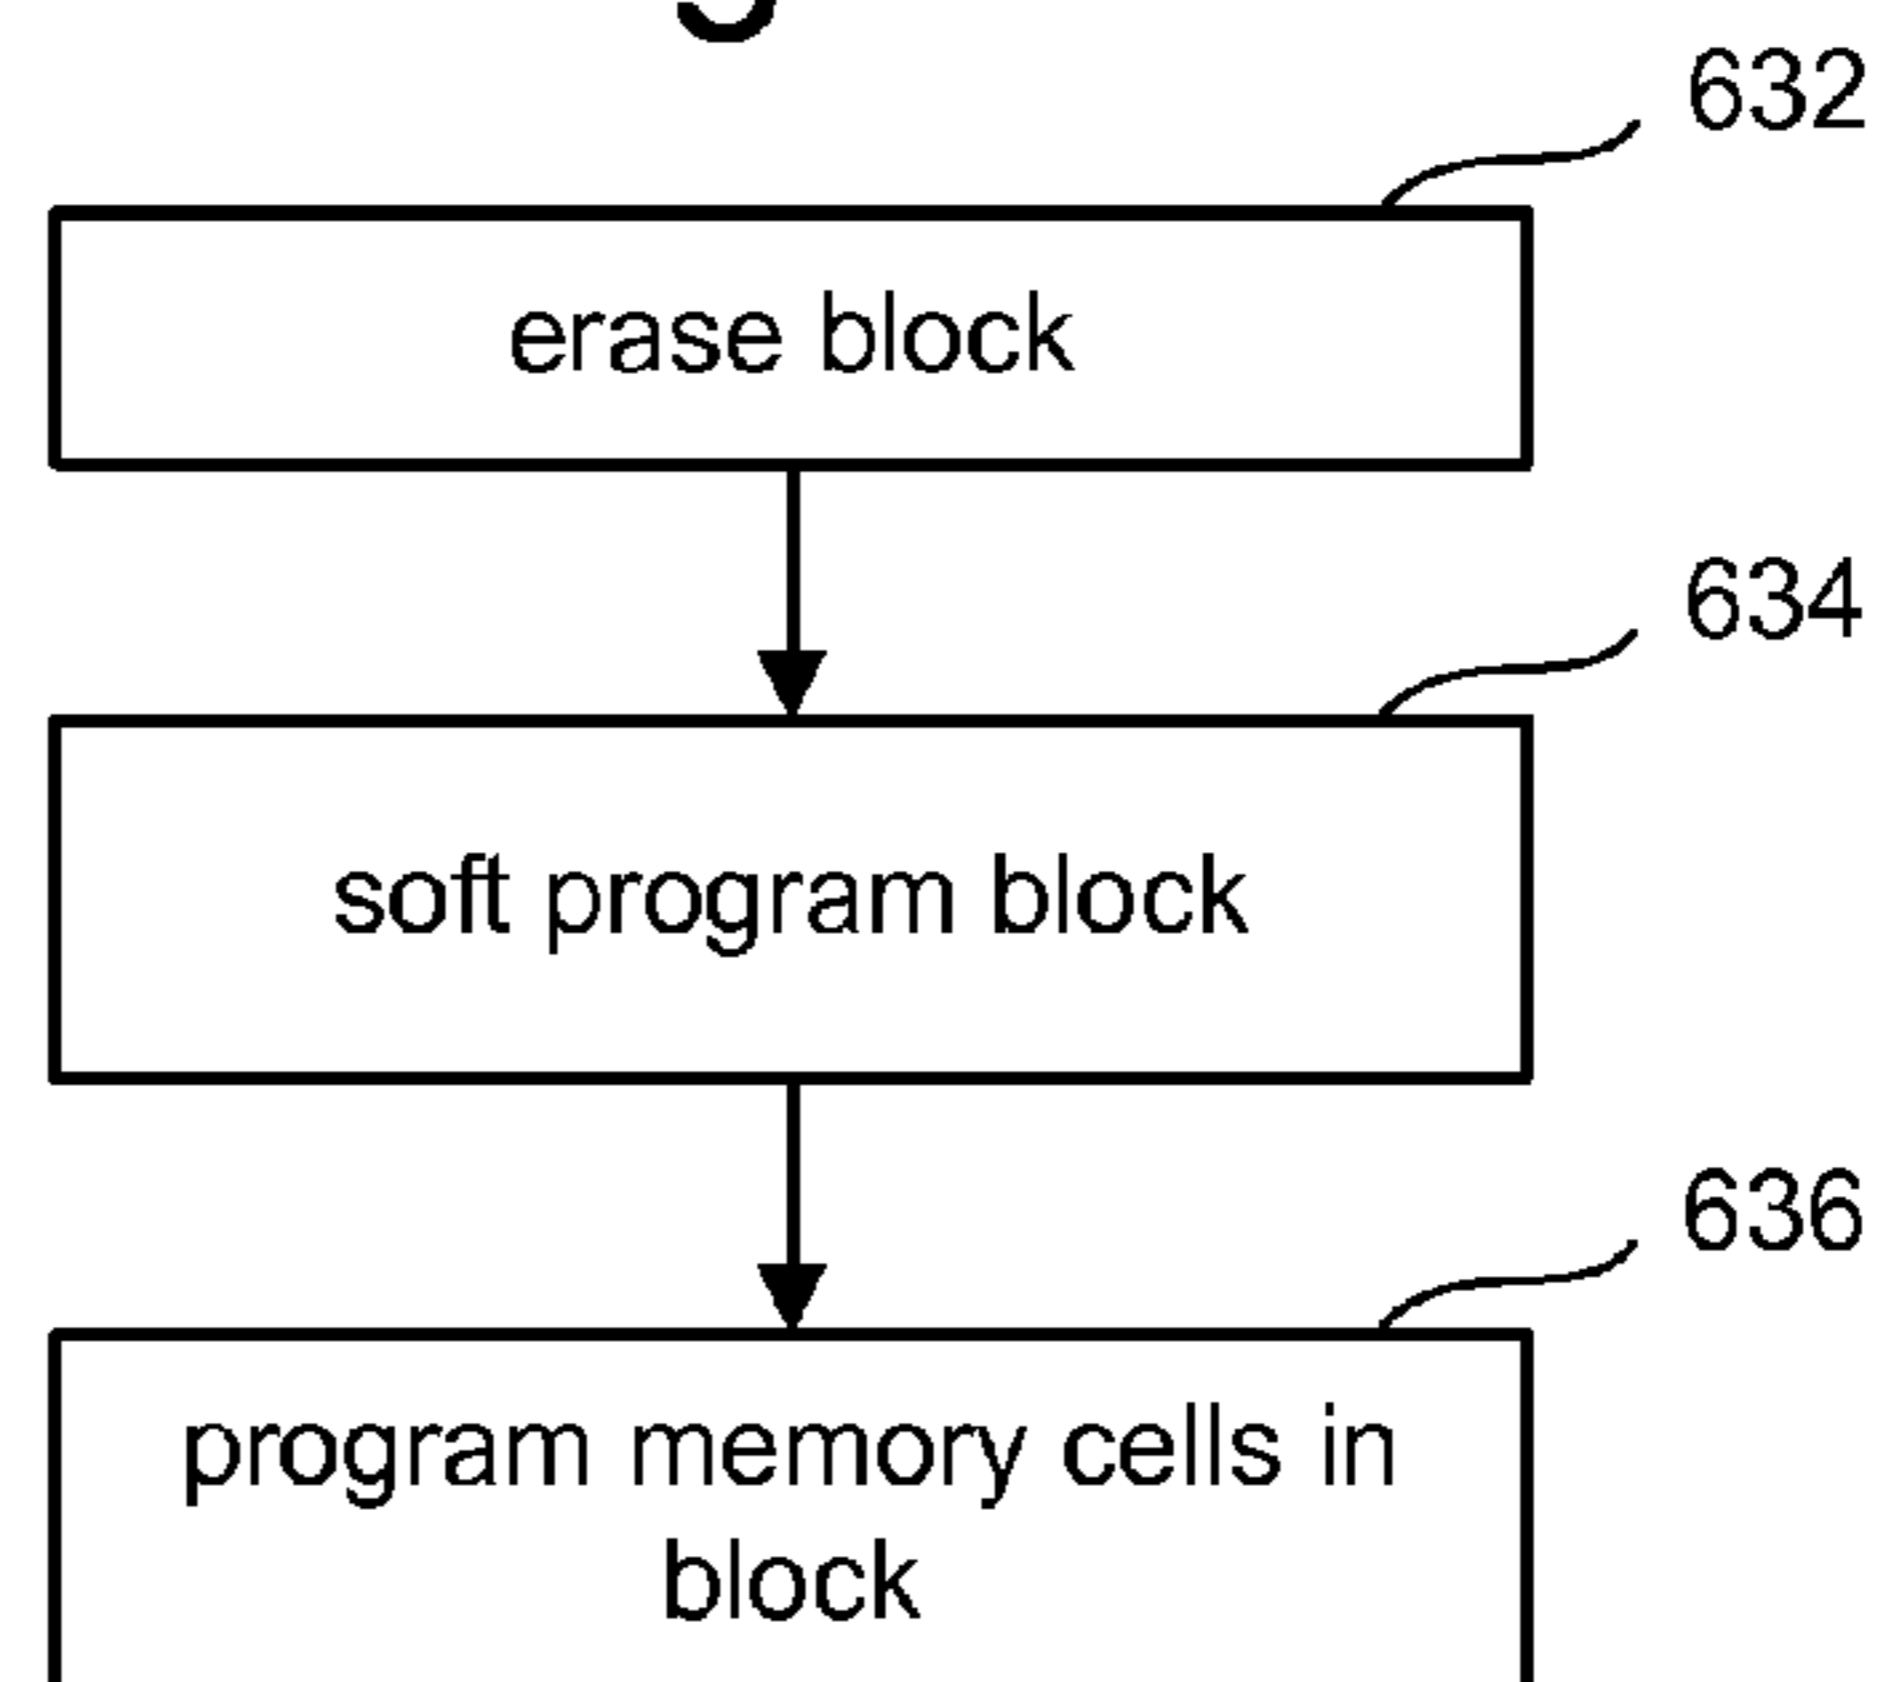 632
erase block
634
soft program block
636
program memory cells in
block